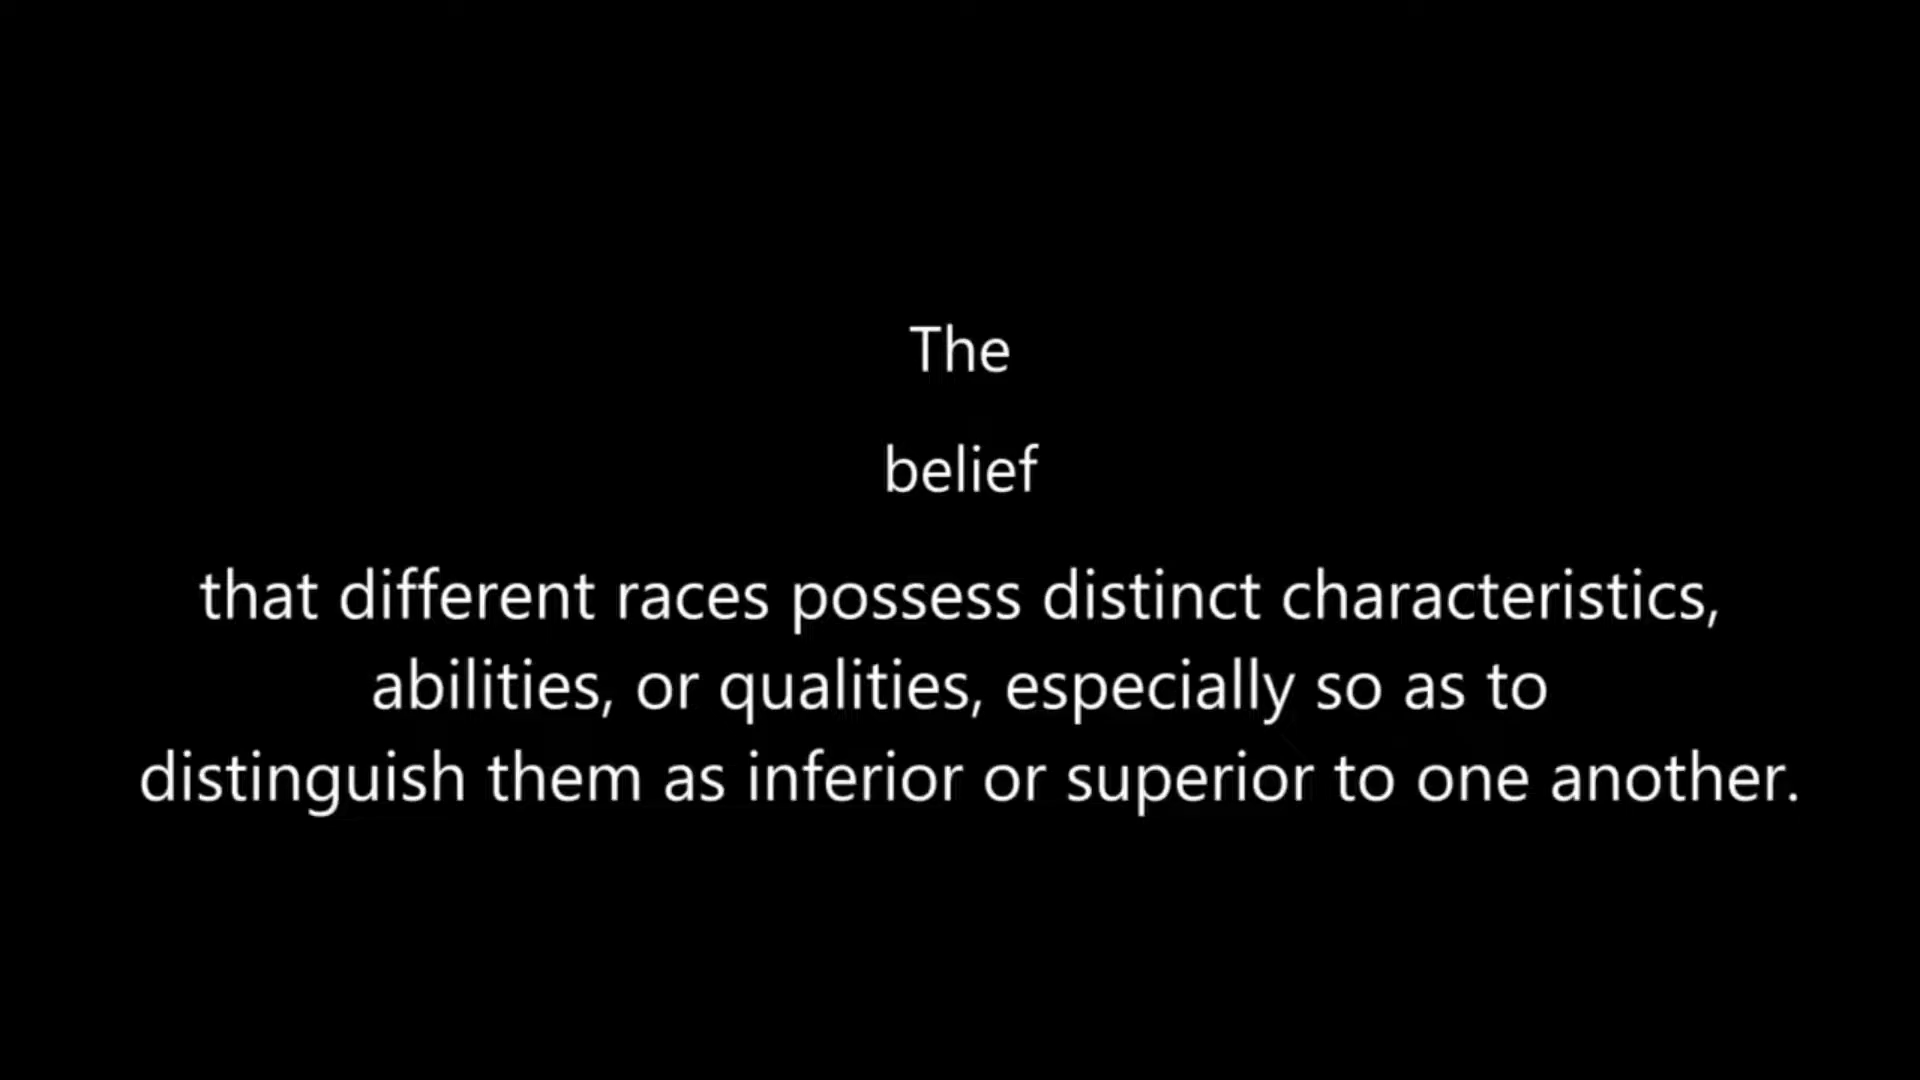 The
belief
that different races possess distinct characteristics,
abilities, or qualities, especially so as to
distinguish them as inferior or superior to one another.